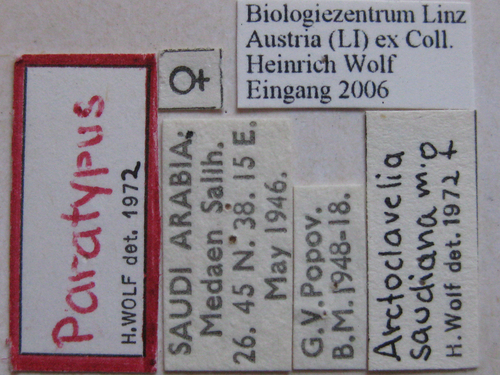 Biologiezentrum Linz
Austria (LI) ex Coll.
Heinrich Wolf
Eingang 2006
♀
Paratypus
H.WOLF det. 1972
SAUDI ARABIA:
Medaen Salih.
26. 45 N. 38. 15 E.
May 1946.
G.V. Popov.
B.M. 1948-18.
Arctoclavelia
saudiana m. ♀
H.Wolf det. 1972